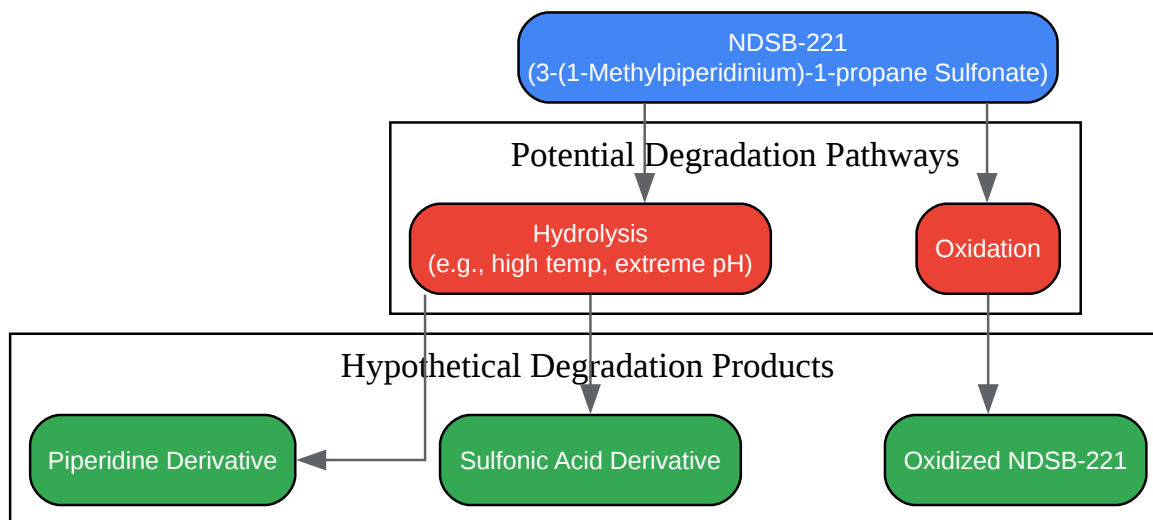 NDSB-221
(3-(1-Methylpiperidinium)-1-propane Sulfonate)
Potential Degradation Pathways
Hydrolysis
(e.g., high temp, extreme pH)
Oxidation
Hypothetical Degradation Products
Piperidine Derivative
Sulfonic Acid Derivative
Oxidized NDSB-221